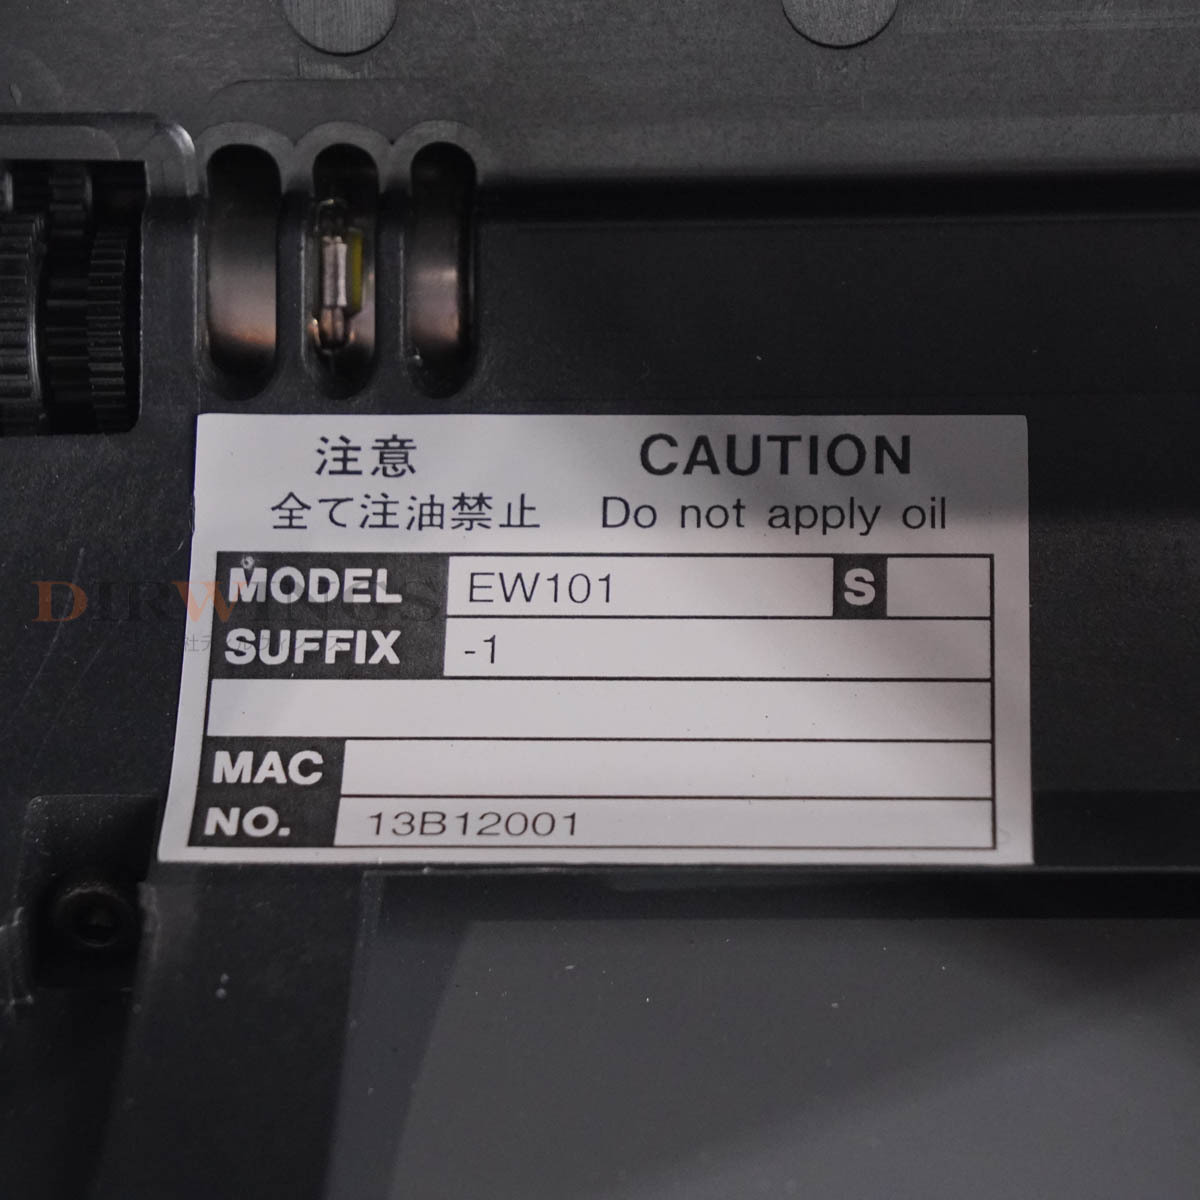 注意 CAUTION
全て注油禁止 Do not apply oil
MODEL EW101 S
DIRWINGS
SUFFIX -1
MAC
NO. 13B12001